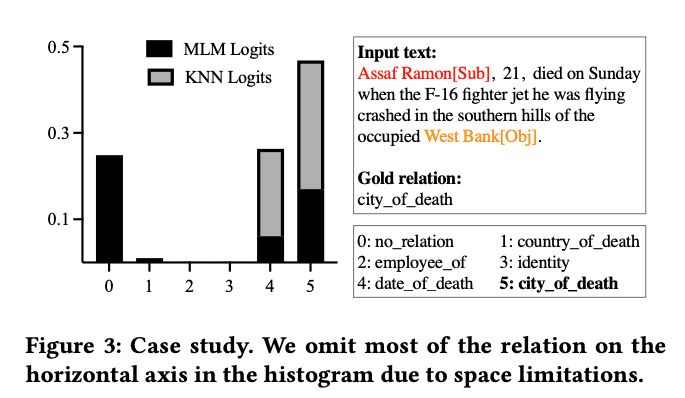 0.5
0.3
0.1
MLM Logits
KNN Logits
0 1 2 3 4 5
Input text:
Assaf Ramon[Sub], 21, died on Sunday
when the F-16 fighter jet he was flying
crashed in the southern hills of the
occupied West Bank[Obj].
Gold relation:
city_of_death
0: no_relation 1: country_of_death
2: employee_of 3: identity
4: date_of_death 5: city_of_death
Figure 3: Case study. We omit most of the relation on the
horizontal axis in the histogram due to space limitations.